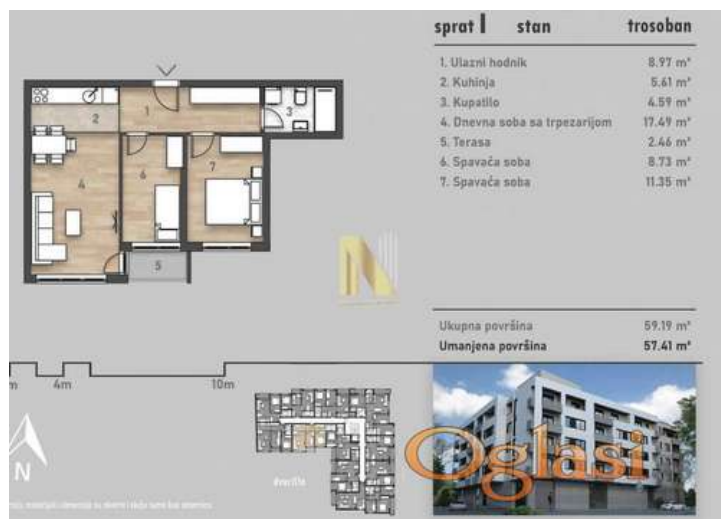 sprat I stan trosoban
1. Ulazni hodnik 8.97 m²
2. Kuhinja 5.61 m²
3. Kupatilo 4.59 m²
4. Dnevna soba sa trpezarijom 17.49 m²
5. Terasa 2.46 m²
6. Spavaća soba 8.73 m²
7. Spavaća soba 11.35 m²
Ukupna površina 59.19 m²
Umanjena površina 57.41 m²
1
2
3
4
5
6
7
N
m 4m 10m
N
dvorište
Oglasi